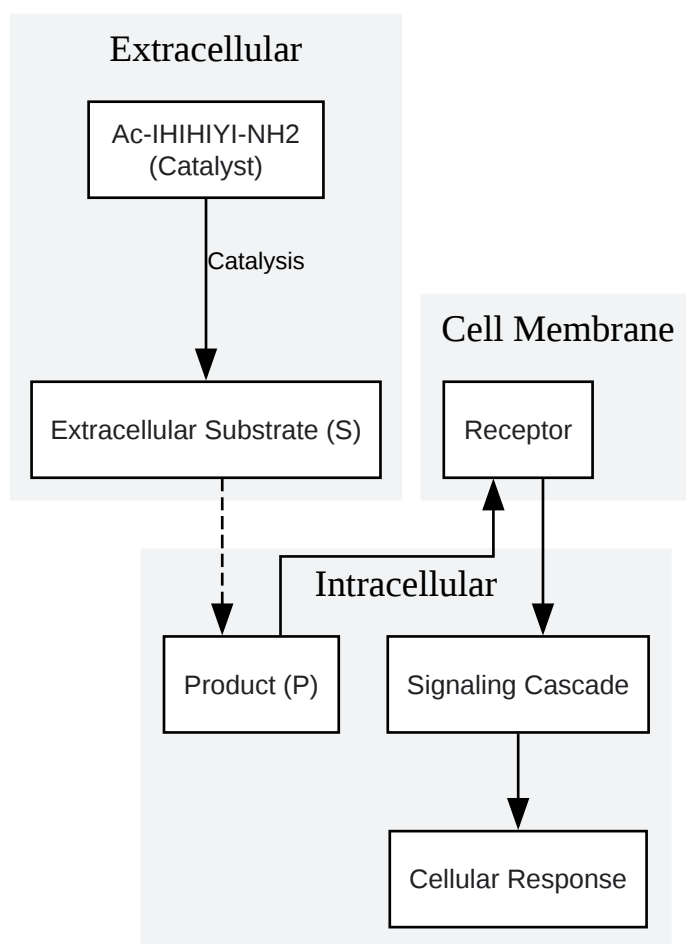 Extracellular
Ac-IHIHIYI-NH2
(Catalyst)
Catalysis
Cell Membrane
Extracellular Substrate (S)
Receptor
Intracellular
Product (P)
Signaling Cascade
Cellular Response